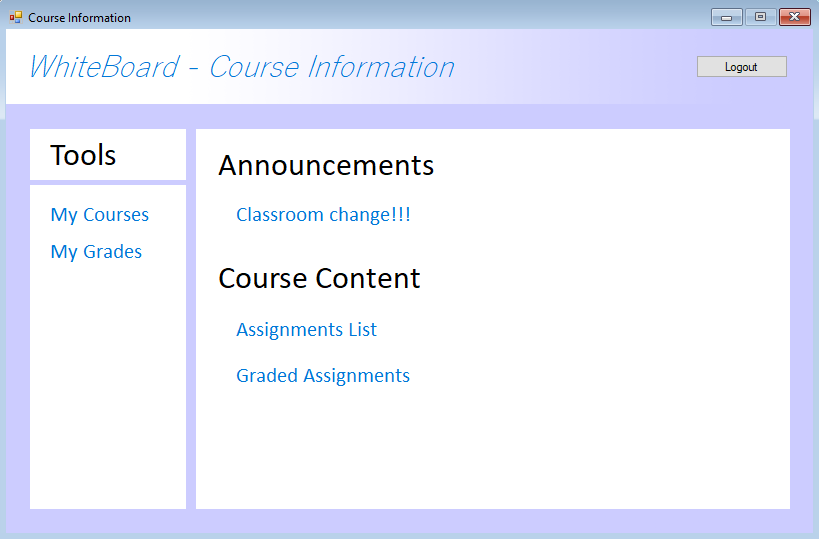 Course Information
WhiteBoard - Course Information
Logout
Tools
My Courses
My Grades
Announcements
Classroom change!!!
Course Content
Assignments List
Graded Assignments